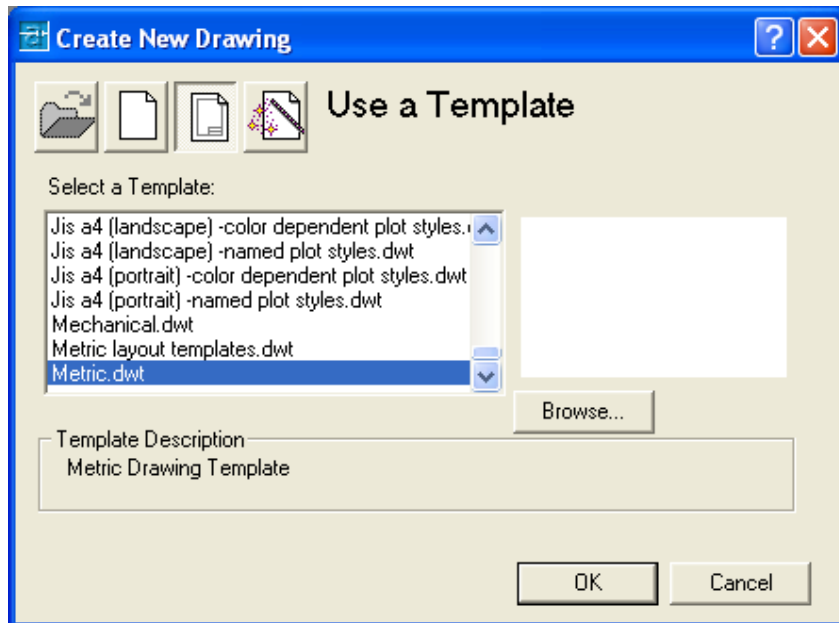 Create New Drawing
Use a Template
Select a Template:
Jis a4 (landscape) -color dependent plot styles.
Jis a4 (landscape) -named plot styles.dwt
Jis a4 (portrait) -color dependent plot styles.dwt
Jis a4 (portrait) -named plot styles.dwt
Mechanical.dwt
Metric layout templates.dwt
Metric.dwt
Browse...
Template Description
Metric Drawing Template
OK
Cancel